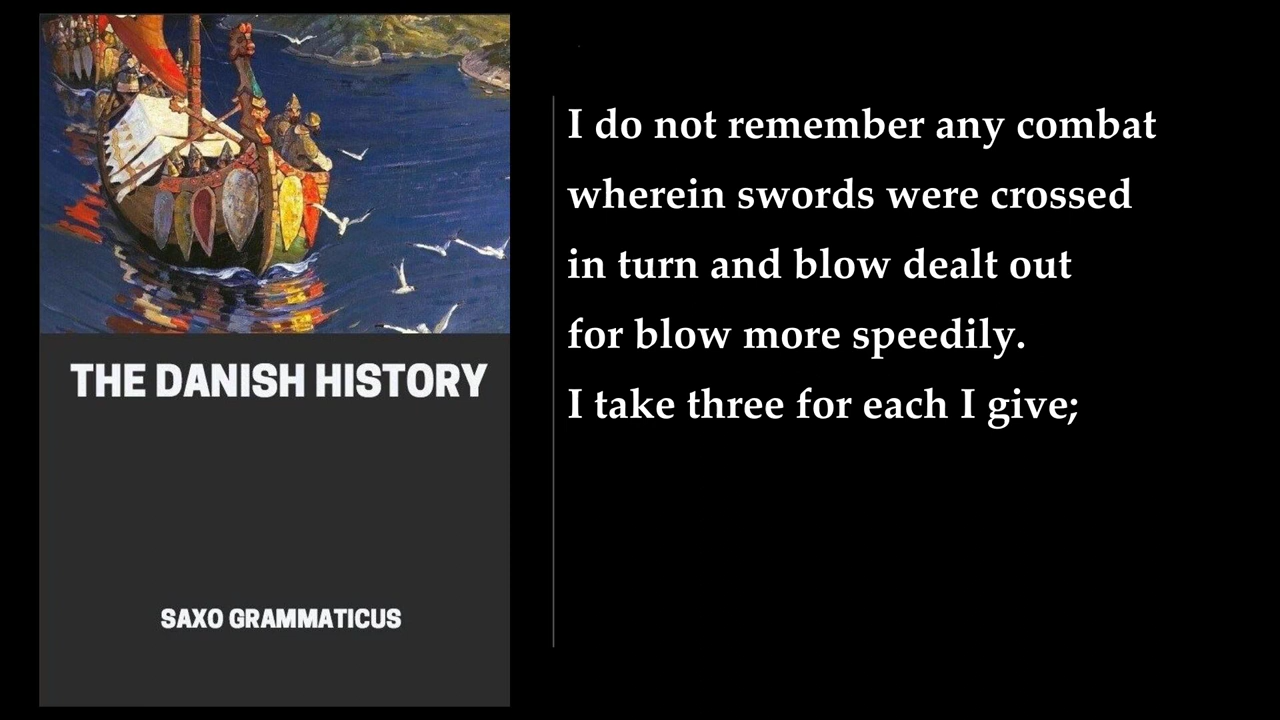 THE DANISH HISTORY
SAXO GRAMMATICUS
I do not remember any combat
wherein swords were crossed
in turn and blow dealt out
for blow more speedily.
I take three for each I give;